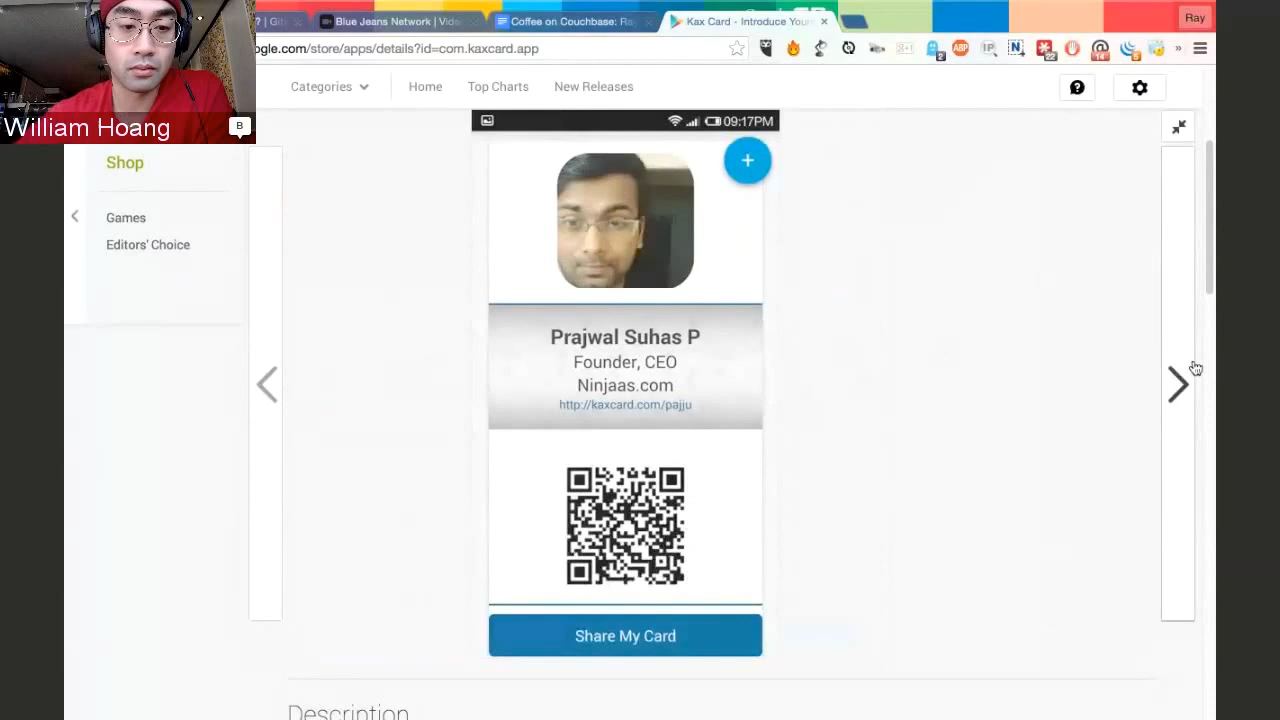 ? | Git
Blue Jeans Network | Vide
Coffee on Couchbase: Ra
Kax Card - Introduce Your
Ray
gle.com/store/apps/details?id=com.kaxcard.app
William Hoang
B
Categories
Home
Top Charts
New Releases
Shop
Games
Editors' Choice
09:17PM
+
Prajwal Suhas P
Founder, CEO
Ninjaas.com
http://kaxcard.com/pajju
Share My Card
Description